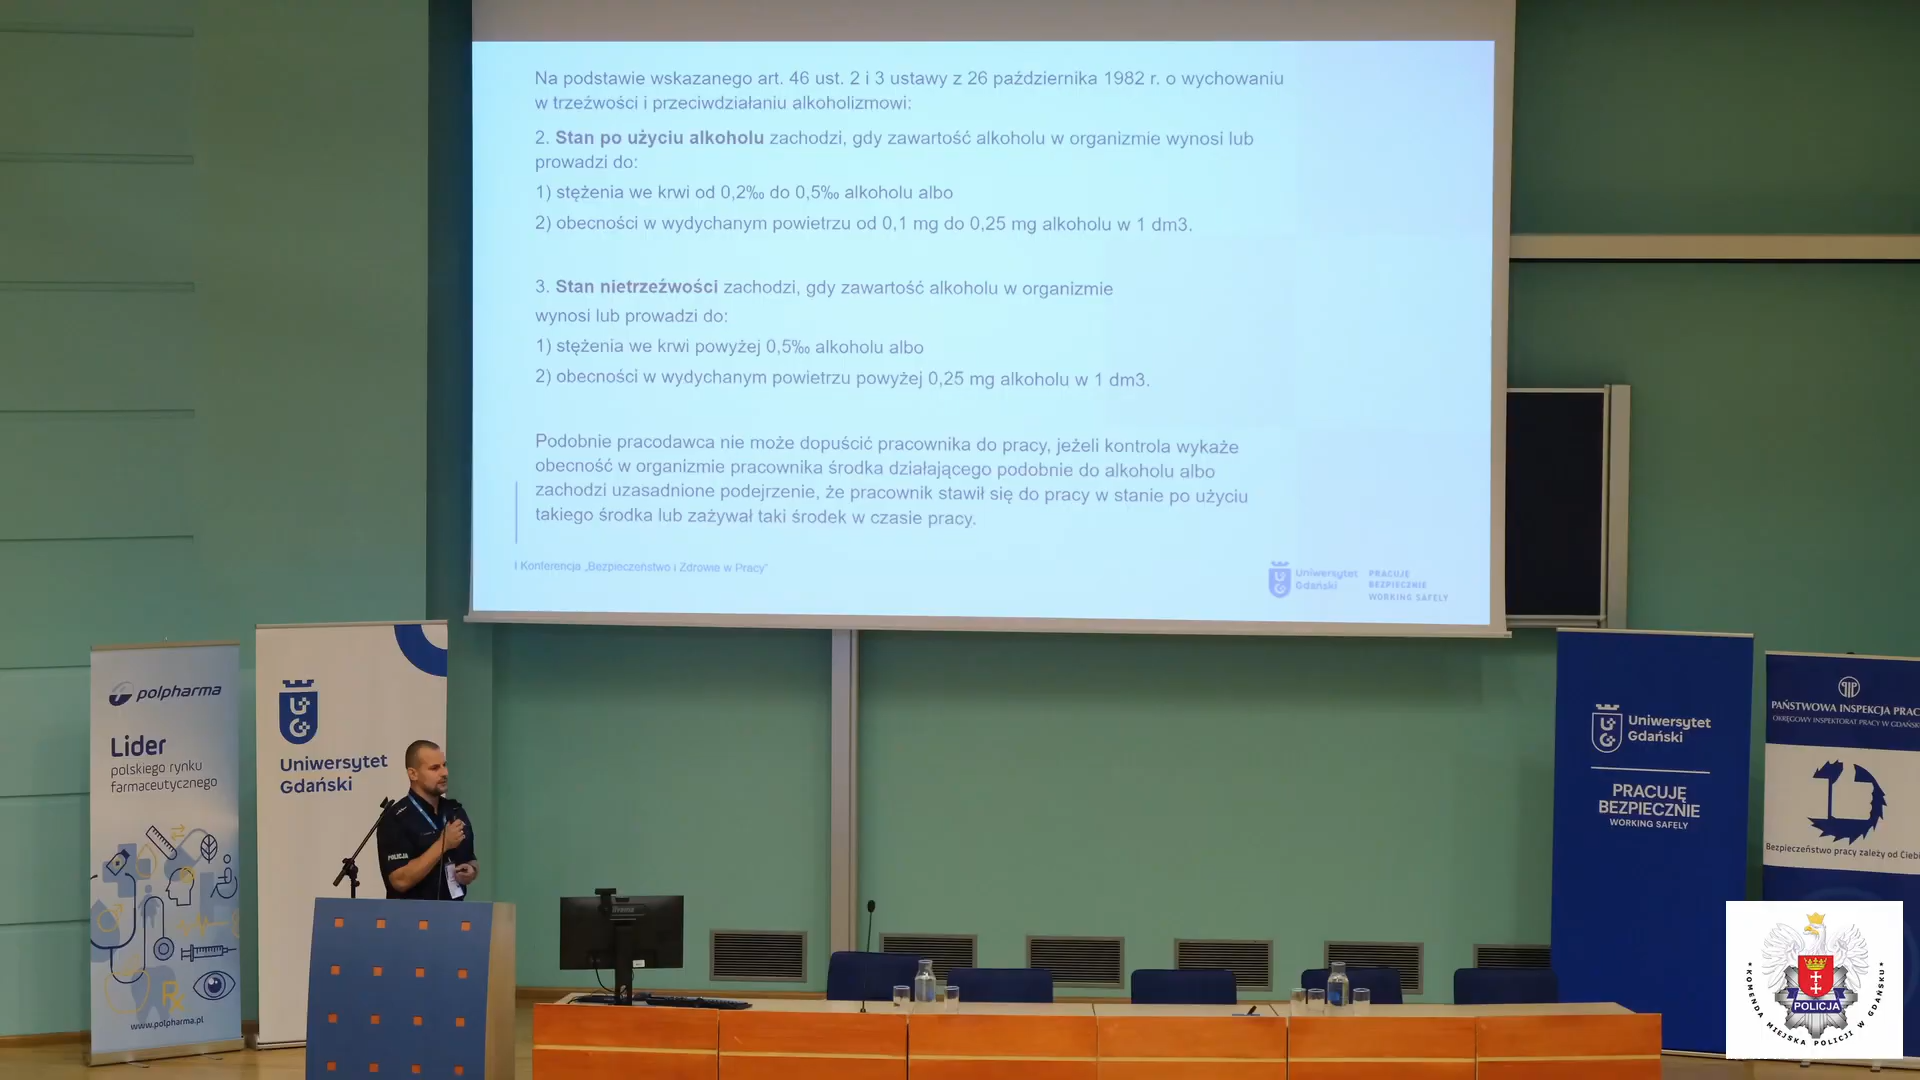 Na podstawie wskazanego art. 46 ust. 2 i 3 ustawy z 26 października 1982 r. o wychowaniu
w trzeźwości i przeciwdziałaniu alkoholizmowi:
2. Stan po użyciu alkoholu zachodzi, gdy zawartość alkoholu w organizmie wynosi lub
prowadzi do:
1) stężenia we krwi od 0,2‰ do 0,5‰ alkoholu albo
2) obecności w wydychanym powietrzu od 0,1 mg do 0,25 mg alkoholu w 1 dm3.
3. Stan nietrzeźwości zachodzi, gdy zawartość alkoholu w organizmie
wynosi lub prowadzi do:
1) stężenia we krwi powyżej 0,5‰ alkoholu albo
2) obecności w wydychanym powietrzu powyżej 0,25 mg alkoholu w 1 dm3.
Podobnie pracodawca nie może dopuścić pracownika do pracy, jeżeli kontrola wykaże
obecność w organizmie pracownika środka działającego podobnie do alkoholu albo
zachodzi uzasadnione podejrzenie, że pracownik stawił się do pracy w stanie po użyciu
takiego środka lub zażywał taki środek w czasie pracy.
I Konferencja „Bezpieczeństwo i Zdrowie w Pracy"
Uniwersytet
Gdański
PRACUJĘ
BEZPIECZNIE
WORKING SAFELY
polpharma
Lider
polskiego rynku
farmaceutycznego
Rx
www.polpharma.pl
UG
Uniwersytet
Gdański
POLICJA
Uniwersytet
Gdański
PRACUJĘ
BEZPIECZNIE
WORKING SAFELY
PIP
PAŃSTWOWA INSPEKCJA PRAC
OKRĘGOWY INSPEKTORAT PRACY W GDAŃSK
Bezpieczeństwo pracy zależy od Ciebi
POLICJA
KOMENDA MIEJSKA POLICJI W GDAŃSKU